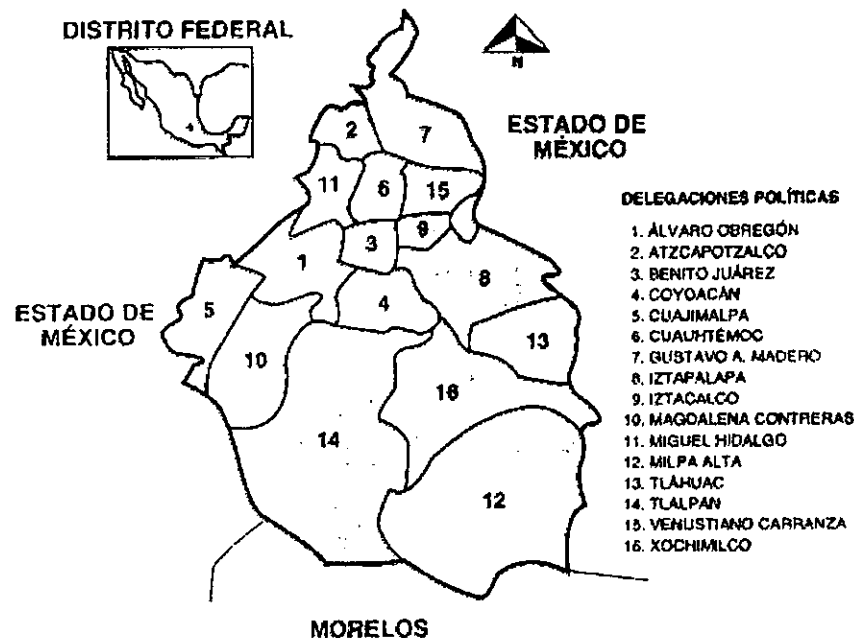 DISTRITO FEDERAL
N
ESTADO DE
MÉXICO
2
7
11
6
15
3
9
1
8
5
4
13
10
16
14
12
ESTADO DE
MÉXICO
MORELOS
DELEGACIONES POLÍTICAS
1. ÁLVARO OBREGÓN
2. ATZCAPOTZALCO
3. BENITO JUÁREZ
4. COYOACÁN
5. CUAJIMALPA
6. CUAUHTÉMOC
7. GUSTAVO A. MADERO
8. IZTAPALAPA
9. IZTACALCO
10. MAGDALENA CONTRERAS
11. MIGUEL HIDALGO
12. MILPA ALTA
13. TLÁHUAC
14. TLALPAN
15. VENUSTIANO CARRANZA
16. XOCHIMILCO